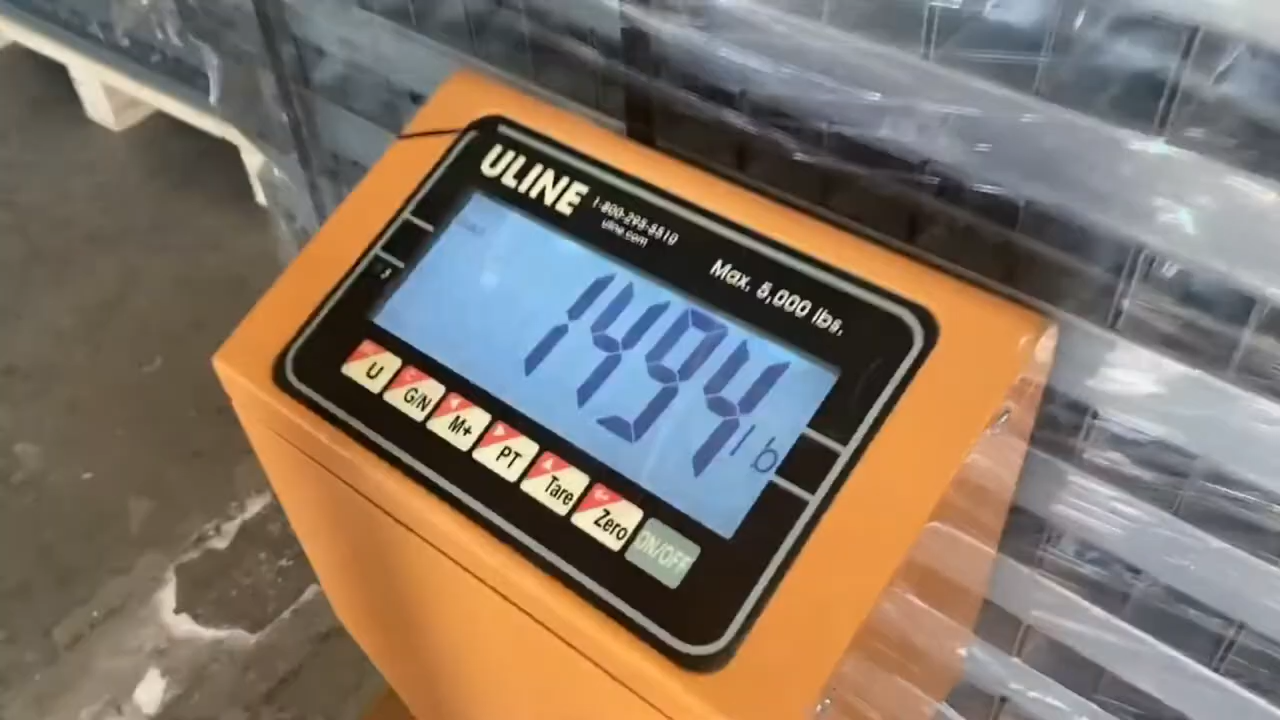 ULINE
1-800-295-5510
uline.com
Max. 5,000 lbs.
1494 lb
U
G/N
M+
PT
Tare
Zero
ON/OFF